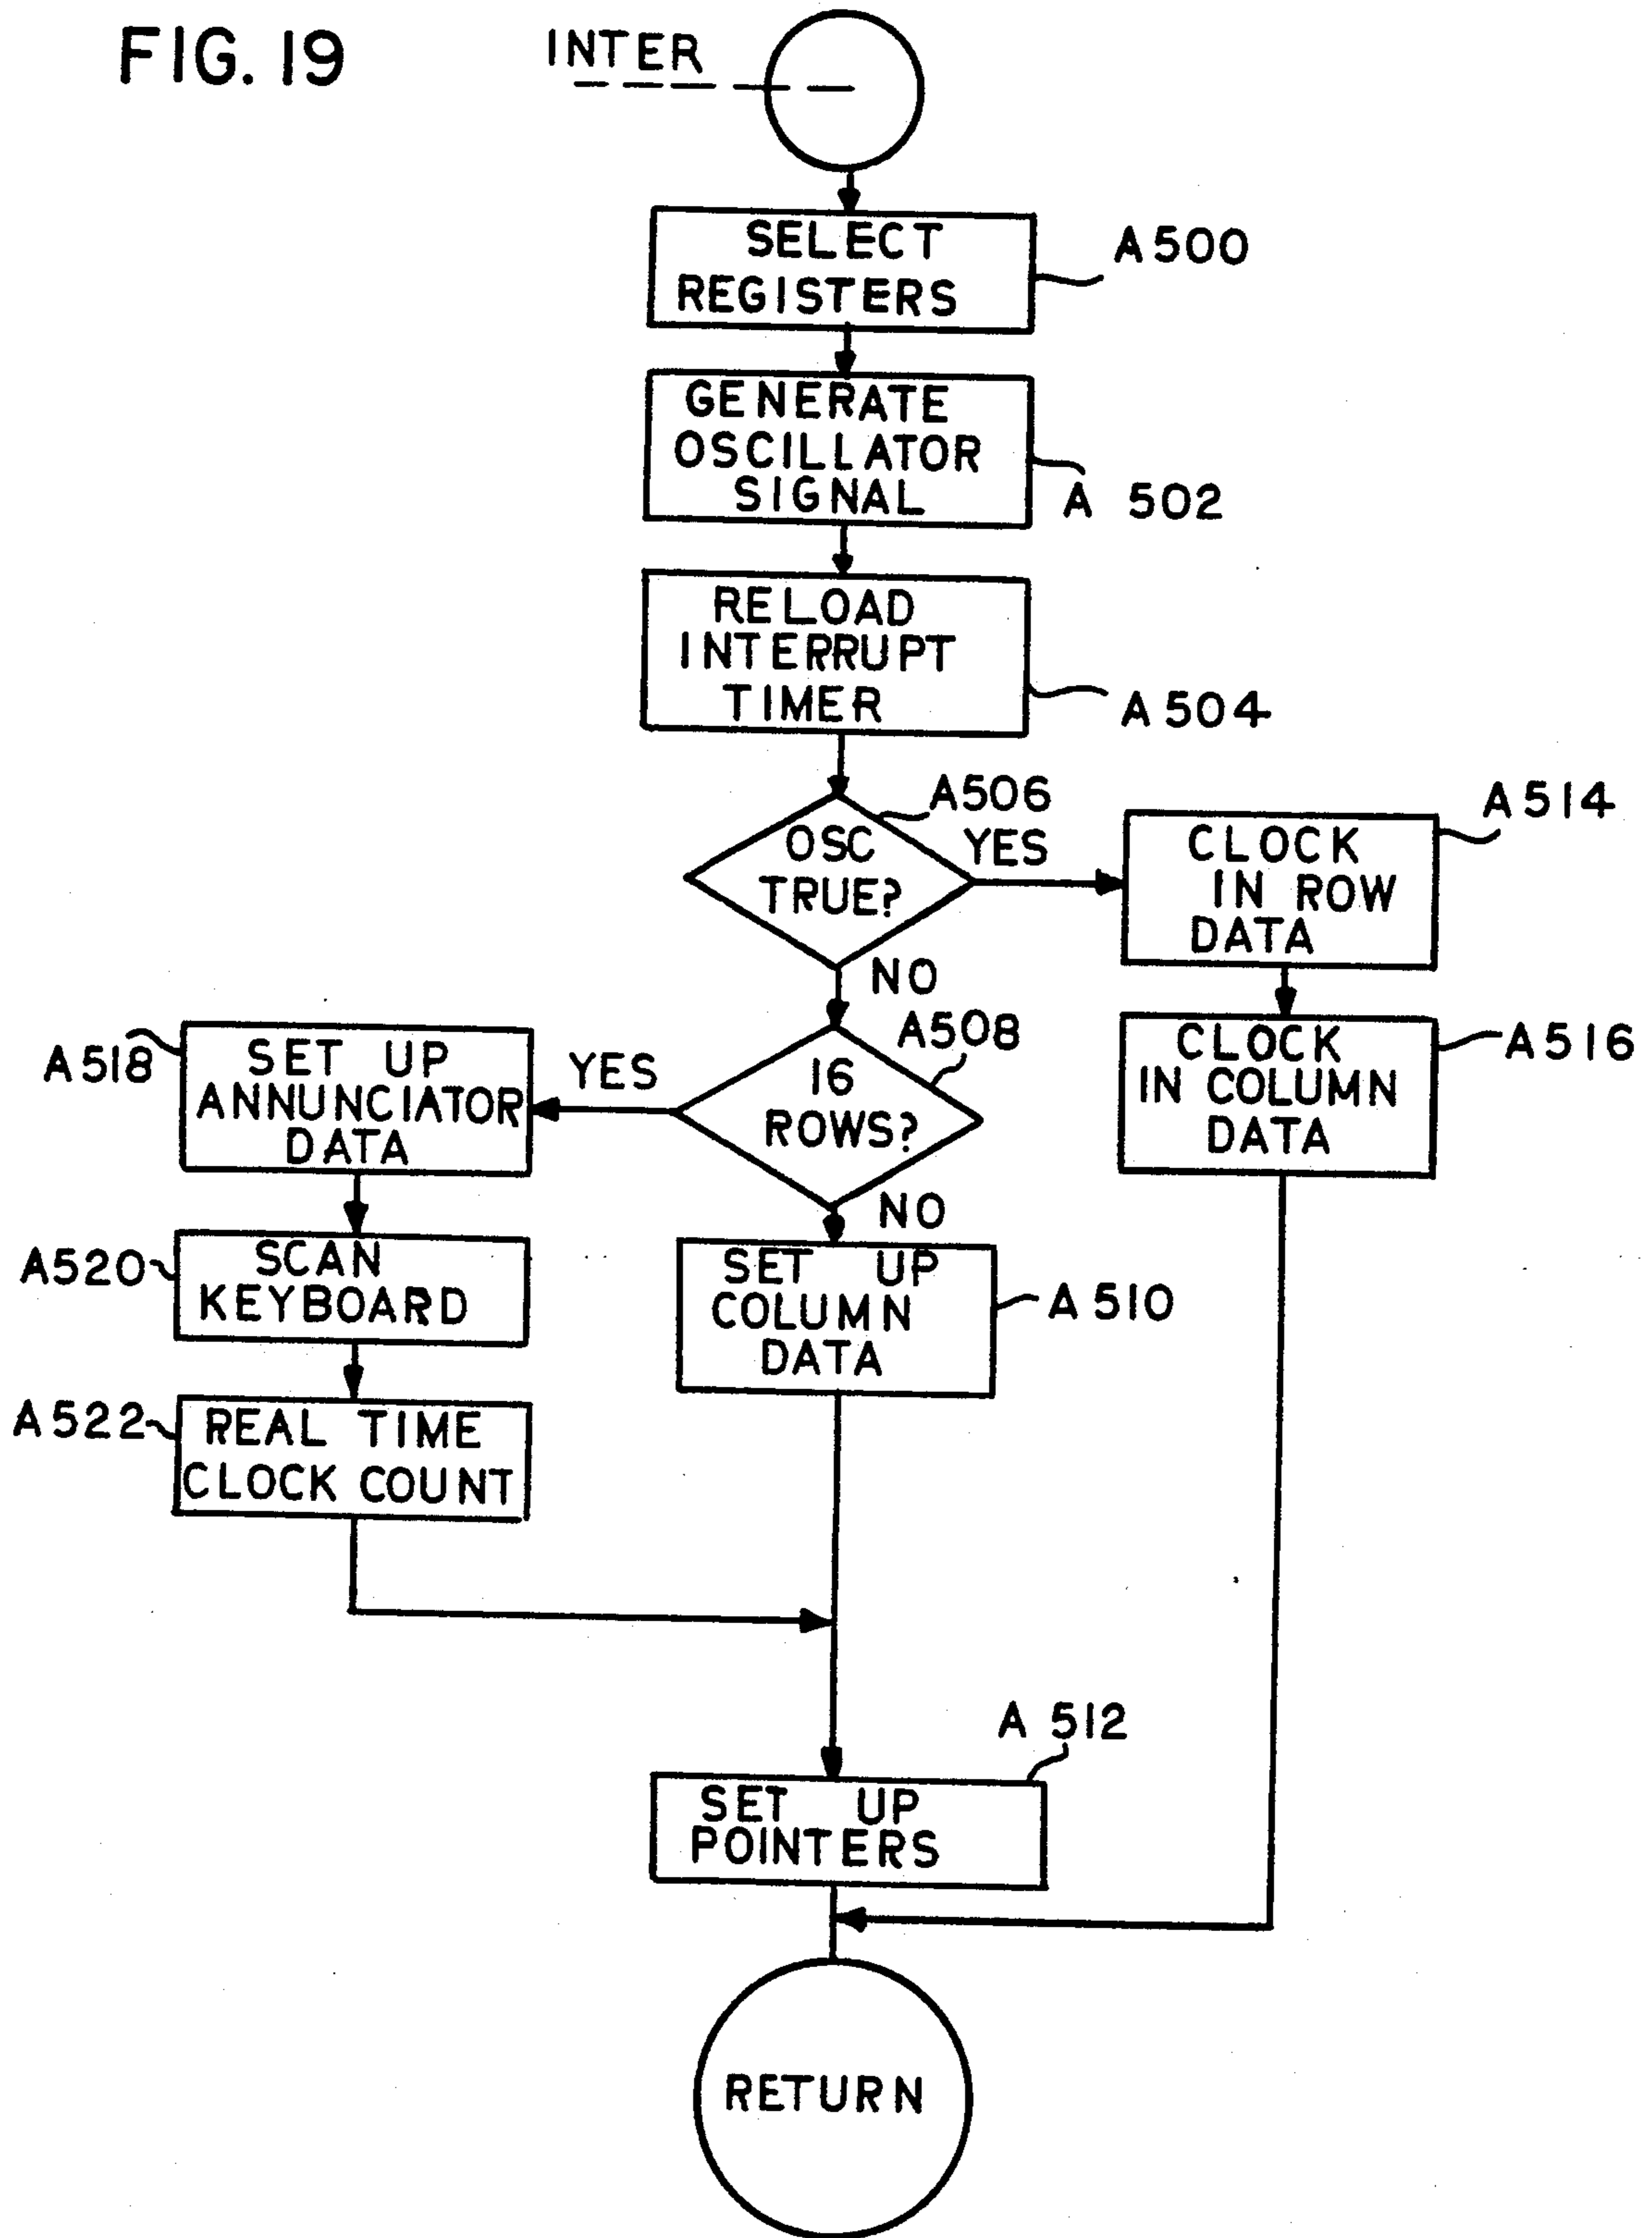 FIG. 19
INTER
SELECT
REGISTERS
A500
GENERATE
OSCILLATOR
SIGNAL
A 502
RELOAD
INTERRUPT
TIMER
A504
A506
OSC
TRUE?
YES
A514
CLOCK
IN ROW
DATA
NO
A508
16
ROWS?
YES
A518
SET UP
ANNUNCIATOR
DATA
CLOCK
IN COLUMN
DATA
A516
NO
A520
SCAN
KEYBOARD
SET UP
COLUMN
DATA
A510
A522
REAL TIME
CLOCK COUNT
A 512
SET UP
POINTERS
RETURN